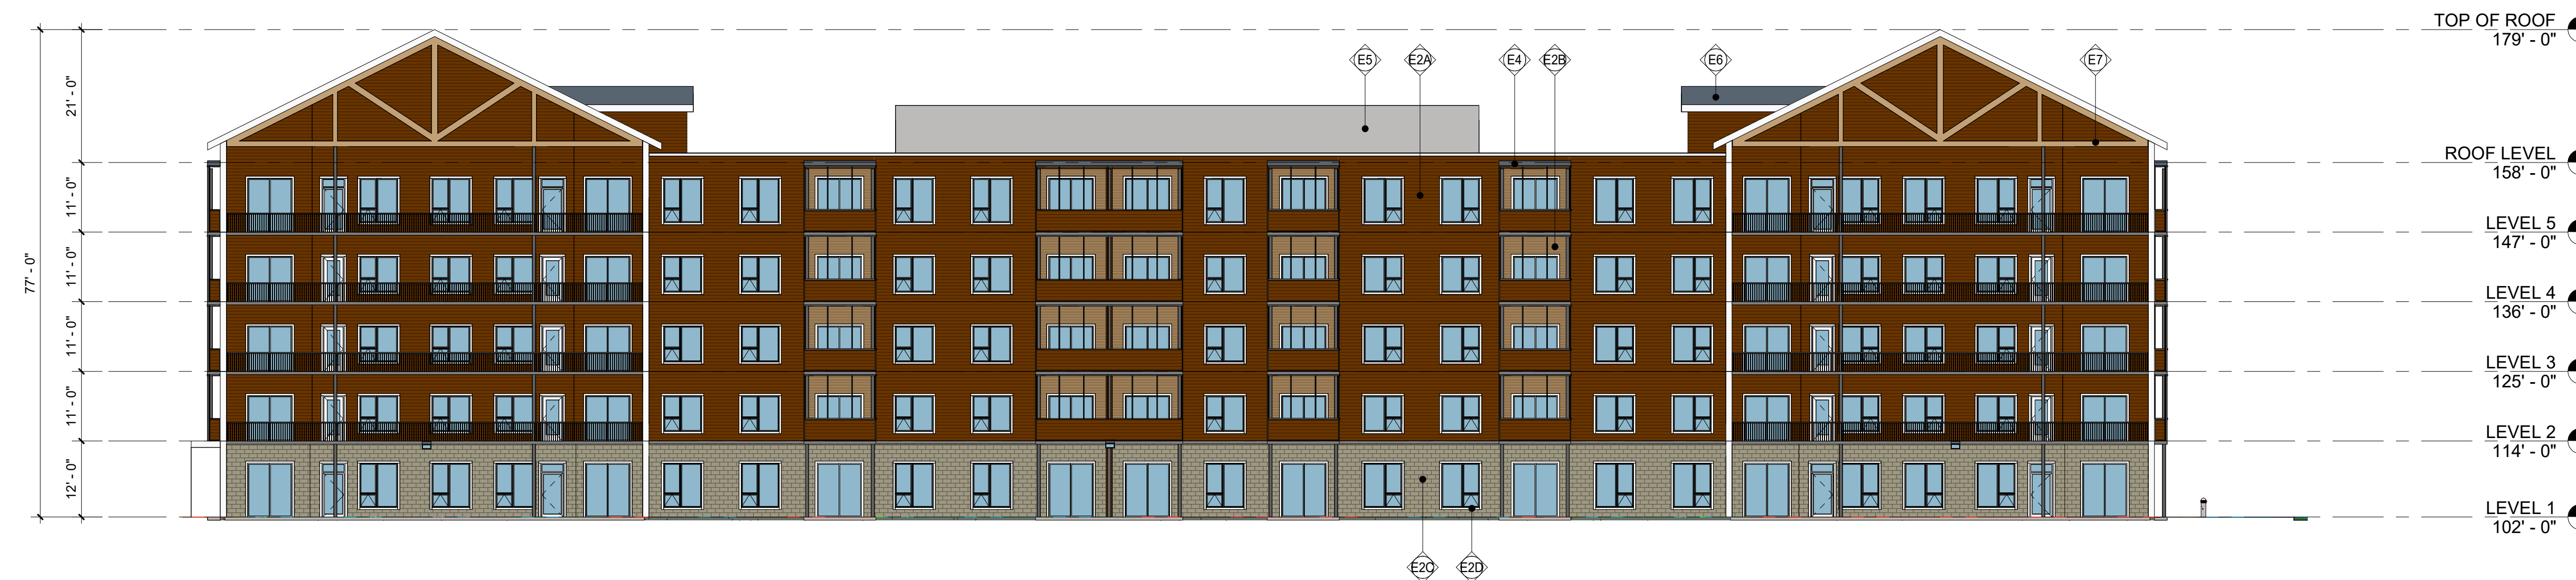 TOP OF ROOF
179' - 0"
E5
E2A
E4
E2B
E6
E7
21' - 0"
ROOF LEVEL
158' - 0"
11' - 0"
LEVEL 5
147' - 0"
11' - 0"
77' - 0"
LEVEL 4
136' - 0"
11' - 0"
LEVEL 3
125' - 0"
11' - 0"
LEVEL 2
114' - 0"
12' - 0"
LEVEL 1
102' - 0"
E2C
E2D